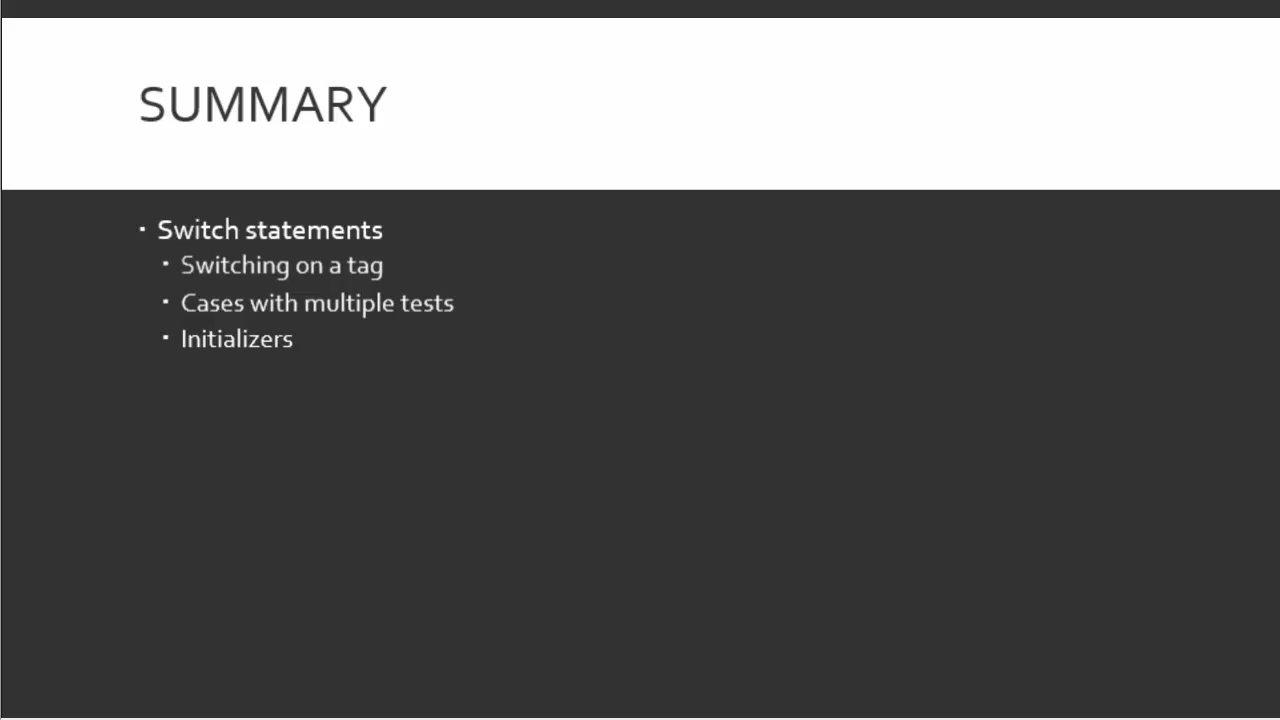 SUMMARY
▪ Switch statements
▪ Switching on a tag
▪ Cases with multiple tests
▪ Initializers